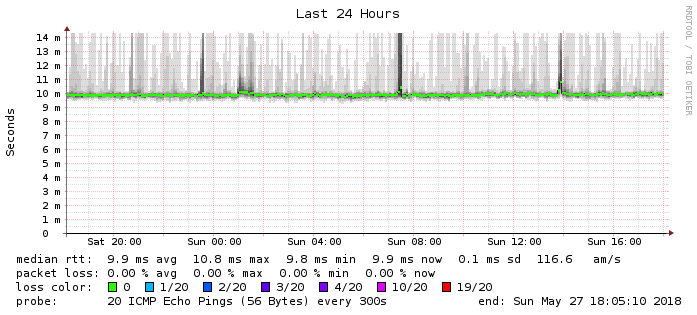 Last 24 Hours
RRDTOOL / TOBI OETIKER
Seconds
14 m
13 m
12 m
11 m
10 m
9 m
8 m
7 m
6 m
5 m
4 m
3 m
2 m
1 m
0
Sat 20:00 Sun 00:00 Sun 04:00 Sun 08:00 Sun 12:00 Sun 16:00
median rtt: 9.9 ms avg 10.8 ms max 9.8 ms min 9.9 ms now 0.1 ms sd 116.6 am/s
packet loss: 0.00 % avg 0.00 % max 0.00 % min 0.00 % now
loss color: 0 1/20 2/20 3/20 4/20 10/20 19/20
probe: 20 ICMP Echo Pings (56 Bytes) every 300s end: Sun May 27 18:05:10 2018